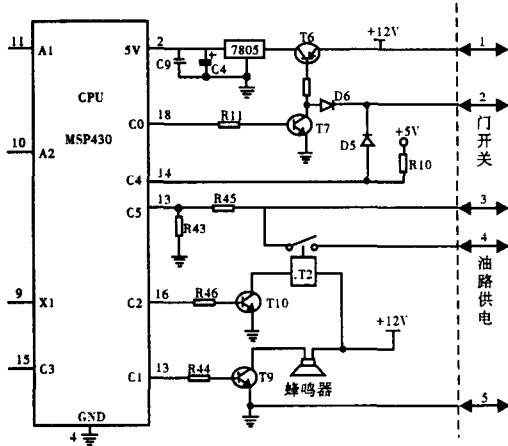 T6
+12V
11
A1
5V
2
7805
1
C9
C4
CPU
MSP430
D6
2
C0
18
R11
T7
D5
+5V
门开关
10
A2
R10
C4
14
C5
13
R45
3
R43
4
.T2
油路供电
9
X1
C2
16
R46
T10
+12V
15
C3
C1
13
R44
T9
蜂鸣器
5
GND
4